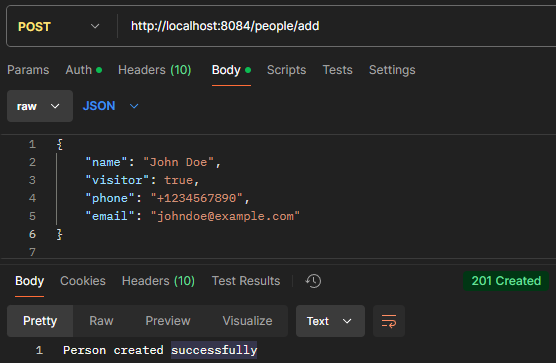 POST http://localhost:8084/people/add
Params Auth Headers (10) Body Scripts Tests Settings
raw JSON
1 {
2 "name": "John Doe",
3 "visitor": true,
4 "phone": "+1234567890",
5 "email": "johndoe@example.com"
6 }
7
Body Cookies Headers (10) Test Results 201 Created
Pretty Raw Preview Visualize Text
1 Person created successfully